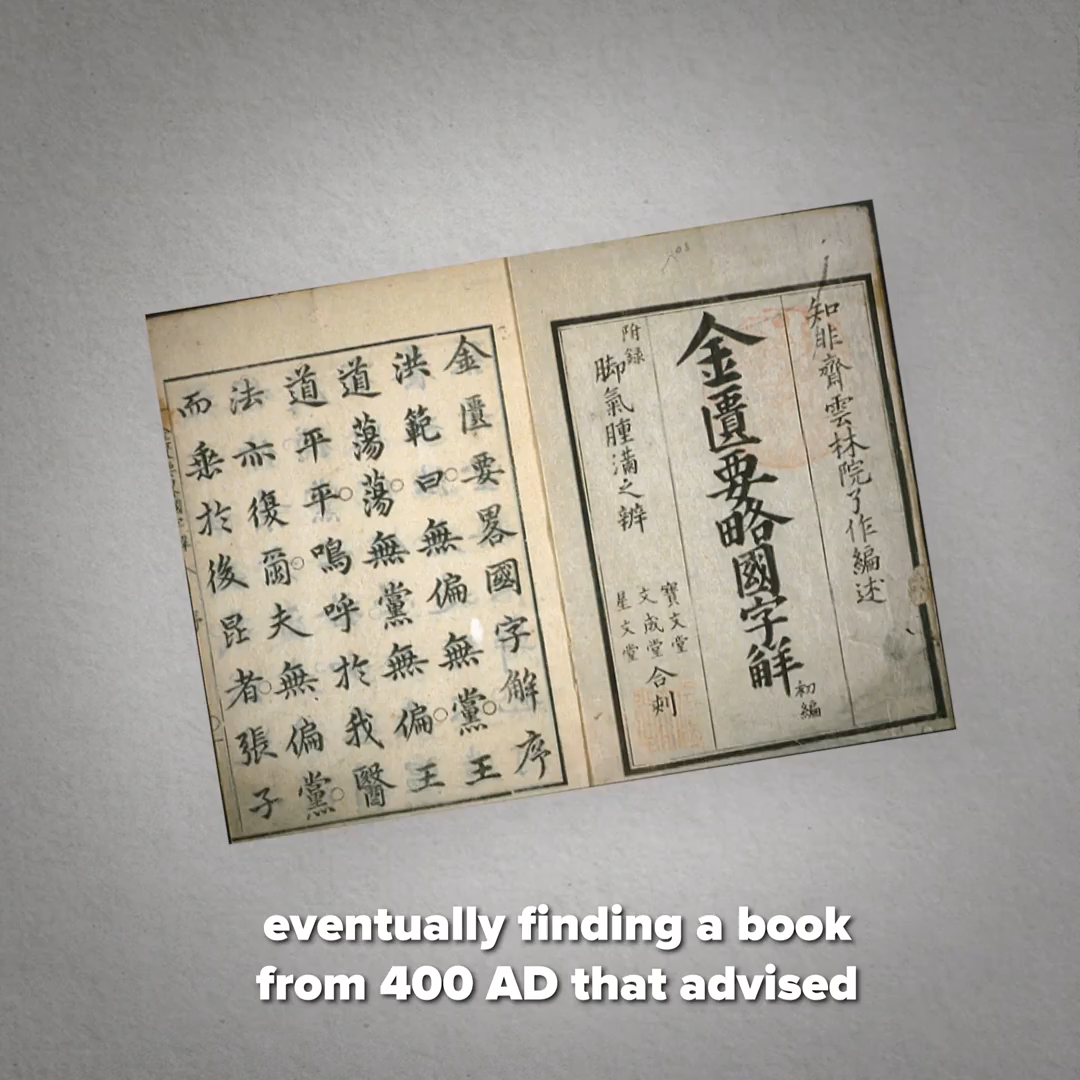 知非齋雲林院了作編述
金匱要略國字解
初編
附録
脚氣腫滿之辨
寶文堂
文成堂
星文堂
合刻
金匱要畧國字解序
洪範曰。無偏無黨。王
道蕩蕩。無黨無偏。王
道平平。嗚呼於我醫
法亦復爾。夫無偏黨。
而垂於後昆者。張子
eventually finding a book
from 400 AD that advised